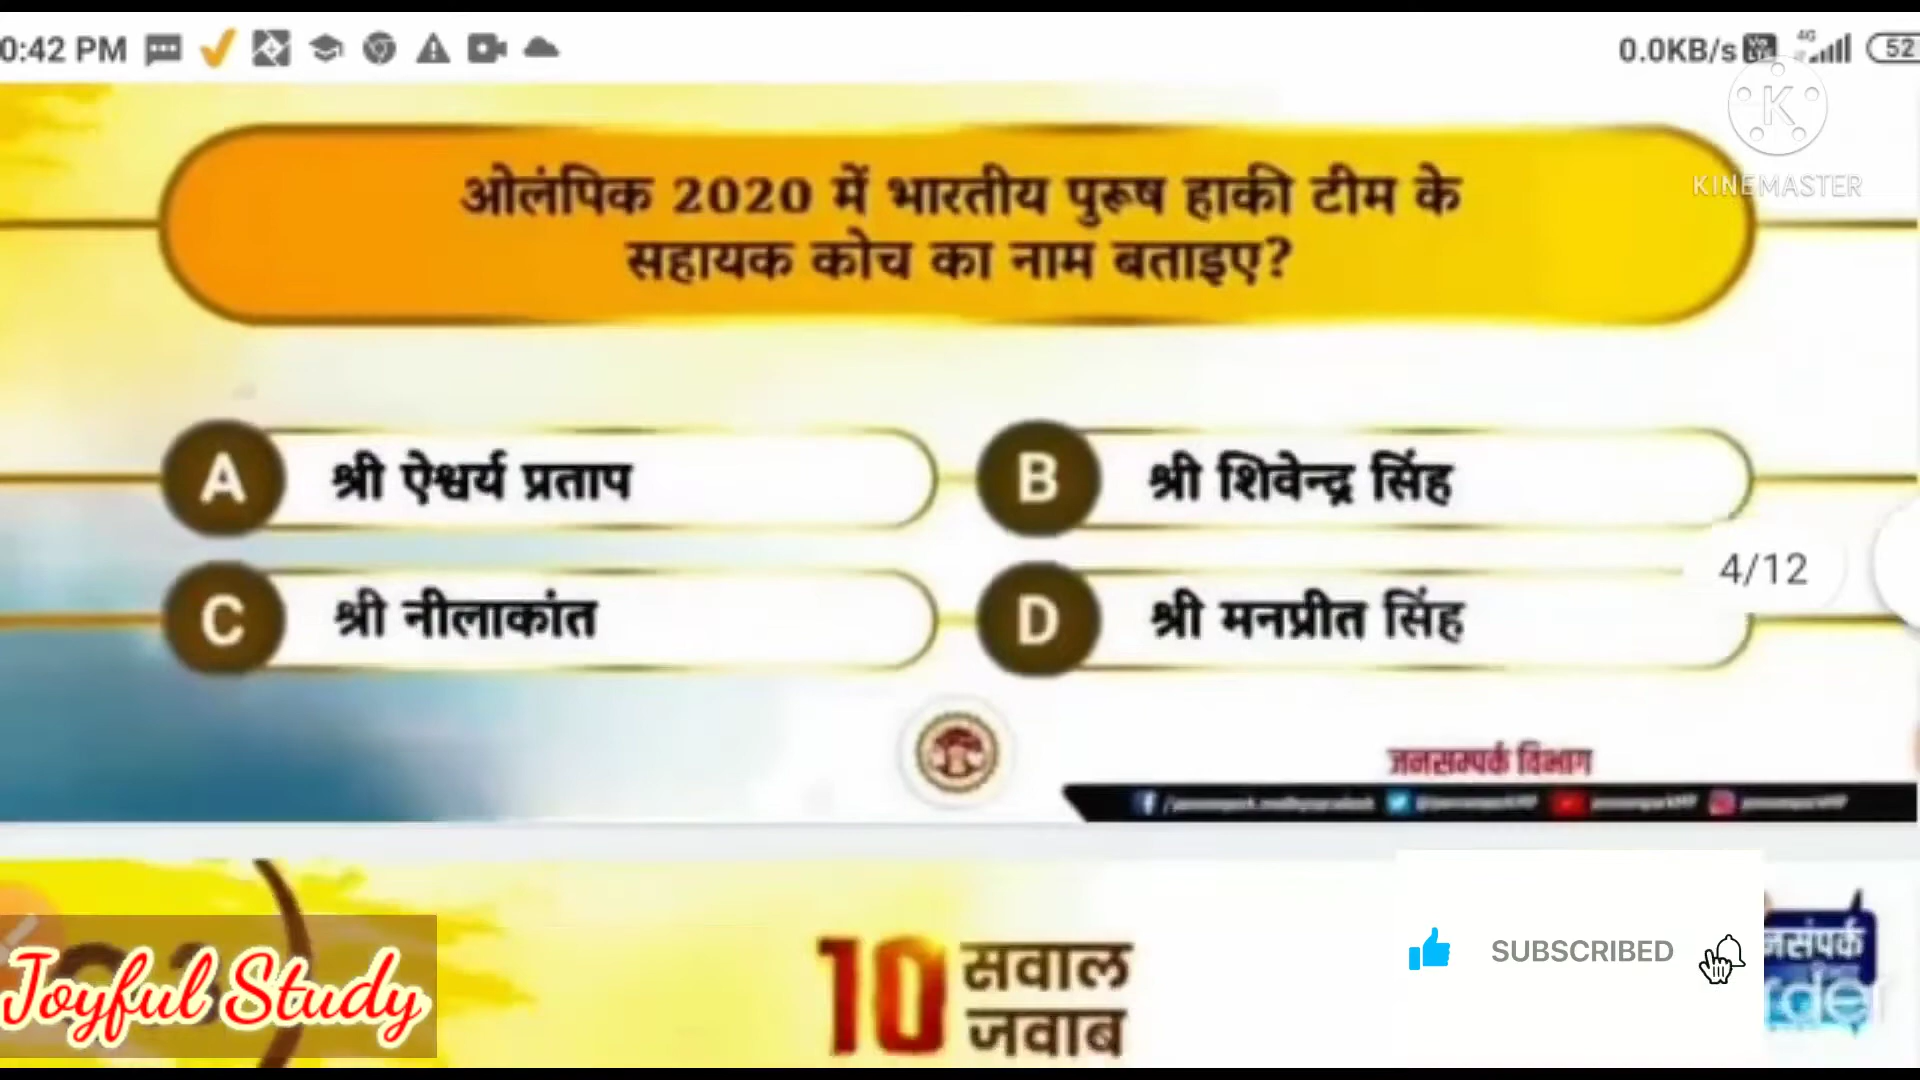 0:42 PM
0.0KB/s 4G 52
KINEMASTER
ओलंपिक 2020 में भारतीय पुरूष हाकी टीम के
सहायक कोच का नाम बताइए?
A श्री ऐश्वर्य प्रताप
B श्री शिवेन्द्र सिंह
C श्री नीलाकांत
D श्री मनप्रीत सिंह
4/12
जनसम्पर्क विभाग
Joyful Study
10 सवाल
जवाब
SUBSCRIBED